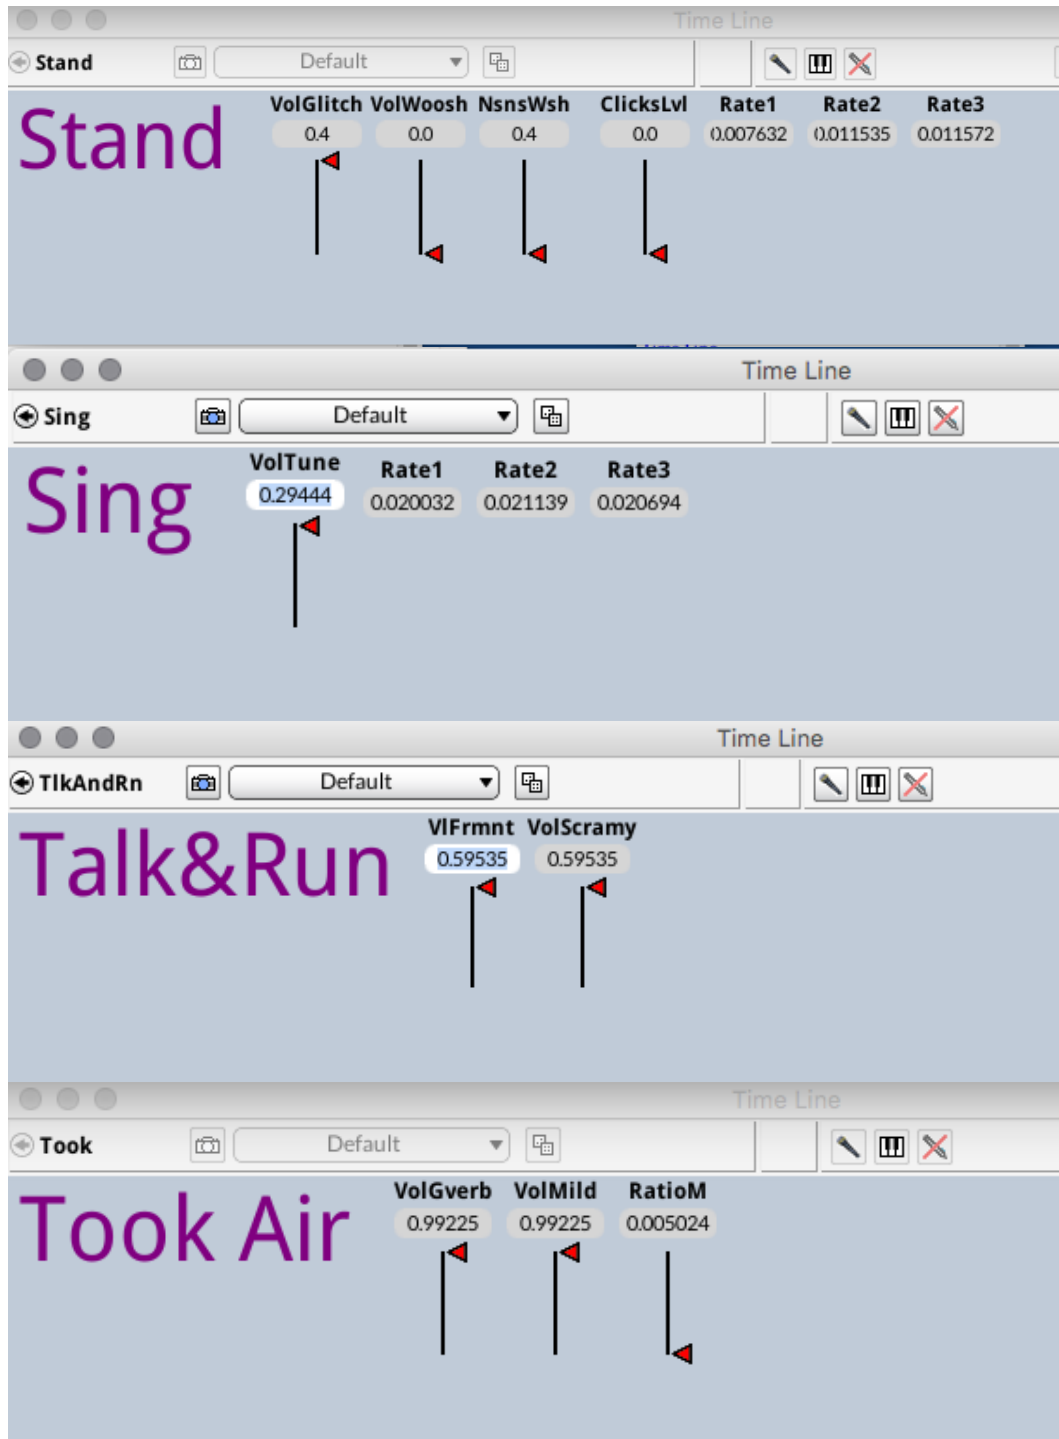 Time Line
Stand Default
Stand
VolGlitch VolWoosh NsnsWsh ClicksLvl Rate1 Rate2 Rate3
0.4 0.0 0.4 0.0 0.007632 0.011535 0.011572
Time Line
Sing Default
Sing
VolTune Rate1 Rate2 Rate3
0.29444 0.020032 0.021139 0.020694
Time Line
TlkAndRn Default
Talk&Run
VlFrmnt VolScramy
0.59535 0.59535
Time Line
Took Default
Took Air
VolGverb VolMild RatioM
0.99225 0.99225 0.005024